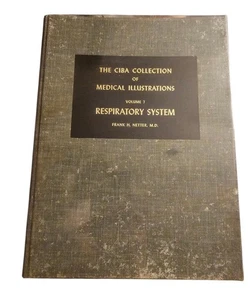 THE CIBA COLLECTION
OF
MEDICAL ILLUSTRATIONS
VOLUME 7
RESPIRATORY SYSTEM
FRANK H. NETTER, M.D.